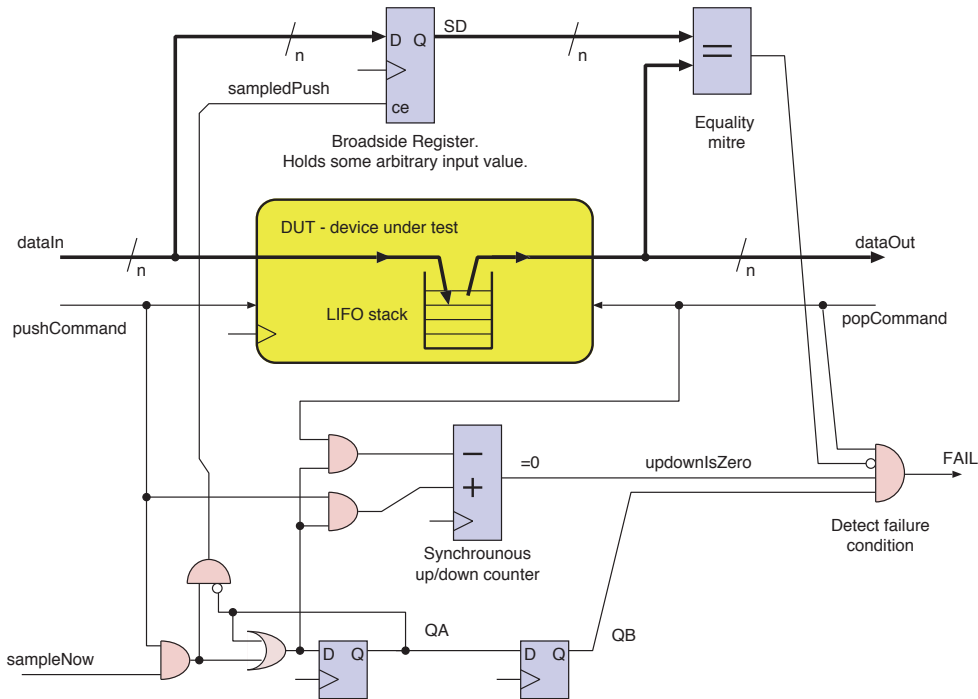 D Q
SD
n
n
=
sampledPush
ce
Equality
mitre
Broadside Register.
Holds some arbitrary input value.
DUT - device under test
dataIn
dataOut
n
n
LIFO stack
pushCommand
popCommand
−
=0
updownIsZero
FAIL
+
Detect failure
condition
Synchrounous
up/down counter
QA
QB
D Q
D Q
sampleNow